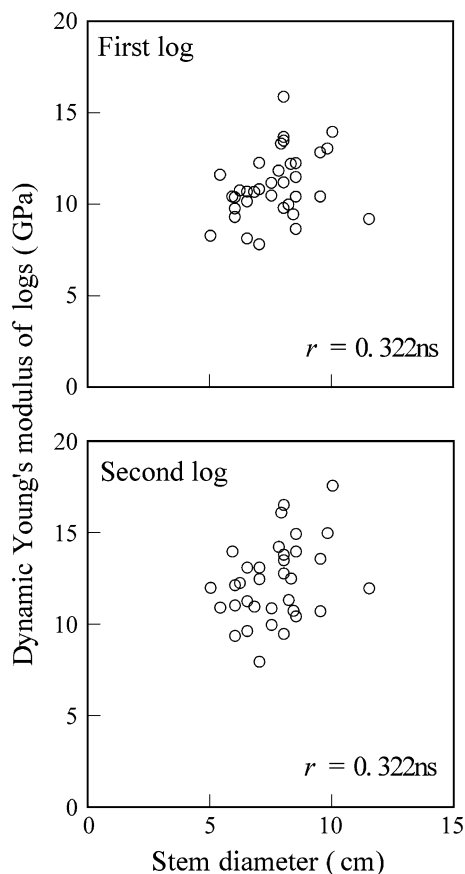 20
First log
15
10
5
r = 0.322ns
0
Dynamic Young's modulus of logs ( GPa)
20
Second log
15
10
5
r = 0.322ns
0
0 5 10 15
Stem diameter ( cm)